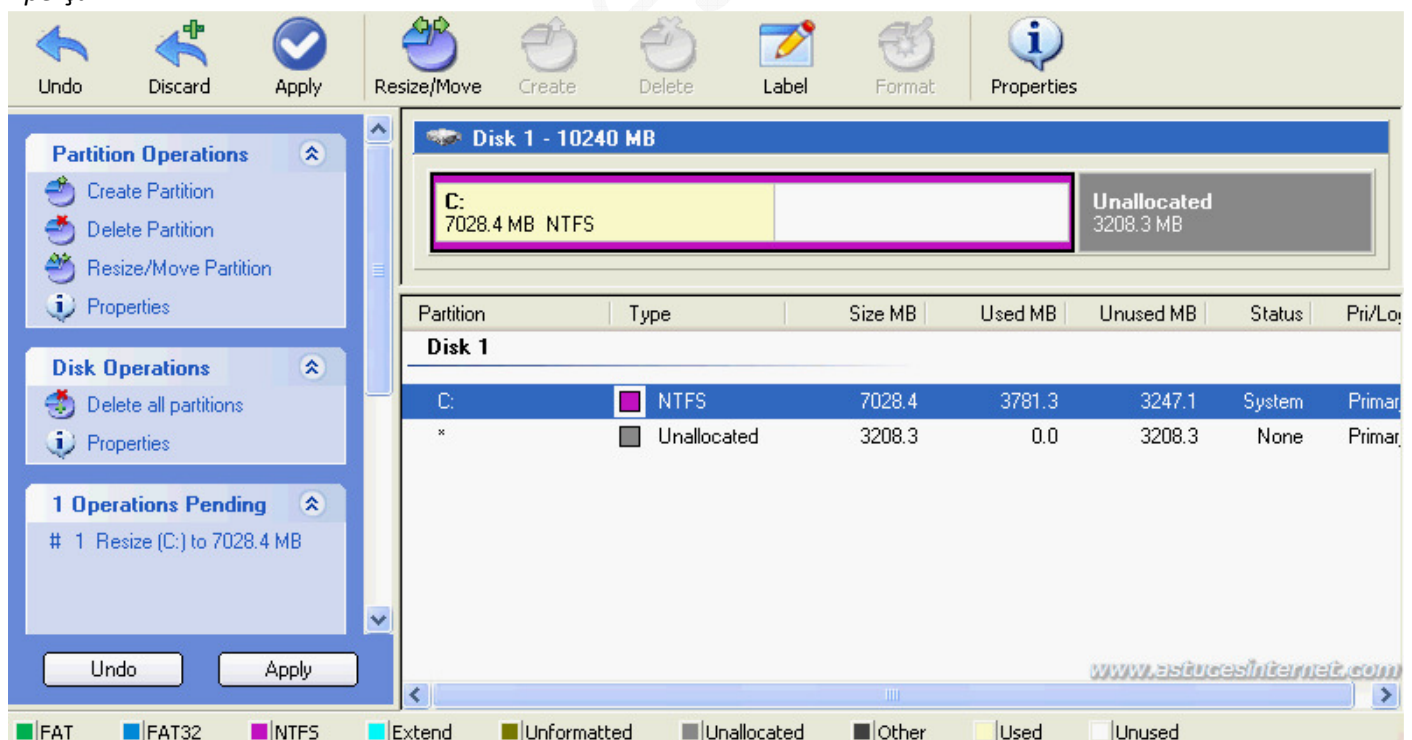 Undo Discard Apply Resize/Move Create Delete Label Format Properties
Partition Operations
Create Partition
Delete Partition
Resize/Move Partition
Properties
Disk Operations
Delete all partitions
Properties
1 Operations Pending
# 1 Resize (C:) to 7028.4 MB
Undo Apply
Disk 1 - 10240 MB
C:
7028.4 MB NTFS
Unallocated
3208.3 MB
Partition Type Size MB Used MB Unused MB Status
Disk 1
C: NTFS 7028.4 3781.3 3247.1 System
* Unallocated 3208.3 0.0 3208.3 None
www.astucesinternet.com
FAT FAT32 NTFS Extend Unformatted Unallocated Other Used Unused